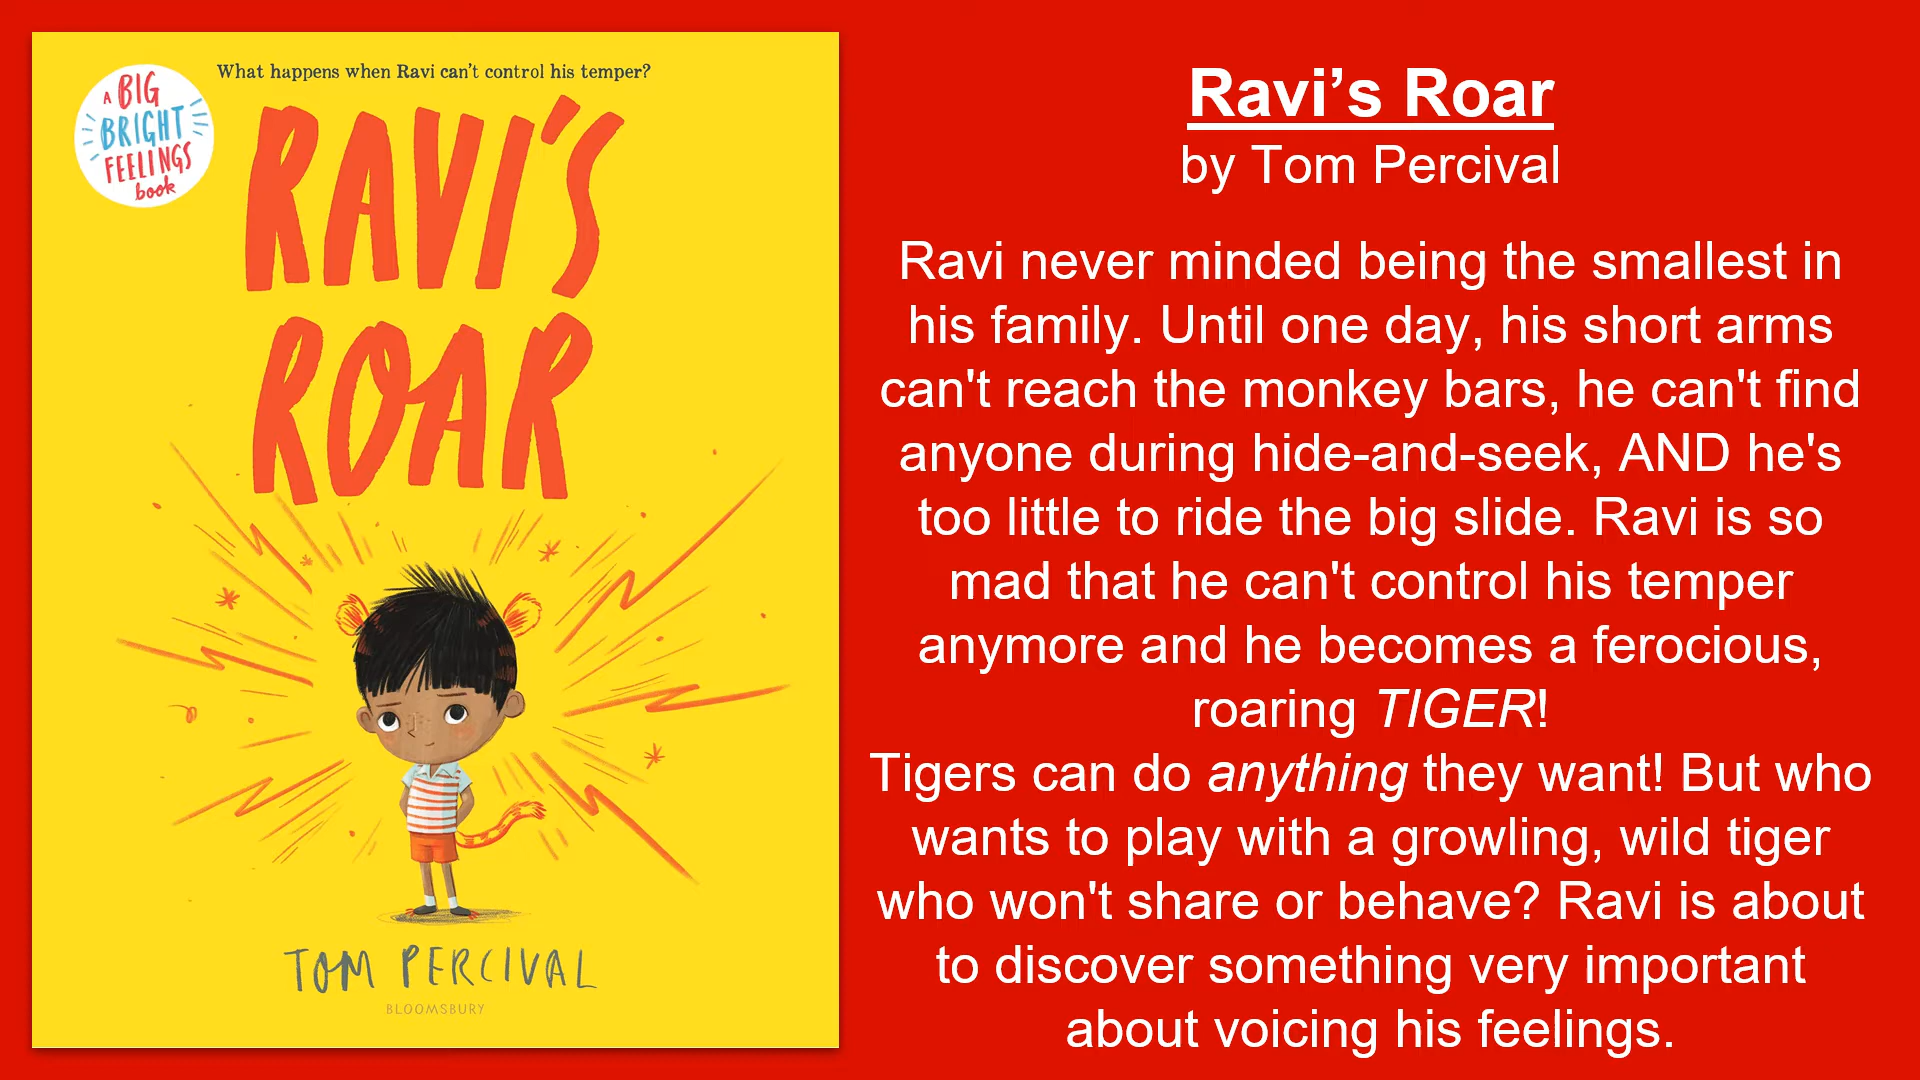 A BIG
BRIGHT
FEELINGS
book
What happens when Ravi can't control his temper?
RAVI'S
ROAR
TOM PERCIVAL
BLOOMSBURY
Ravi’s Roar
by Tom Percival
Ravi never minded being the smallest in
his family. Until one day, his short arms
can't reach the monkey bars, he can't find
anyone during hide-and-seek, AND he's
too little to ride the big slide. Ravi is so
mad that he can't control his temper
anymore and he becomes a ferocious,
roaring TIGER!
Tigers can do anything they want! But who
wants to play with a growling, wild tiger
who won't share or behave? Ravi is about
to discover something very important
about voicing his feelings.